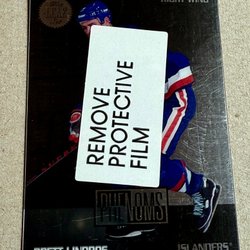 RIGHT WING
REMOVE
PROTECTIVE
FILM
PHENOMS
BRETT LINDROS
ISLANDERS